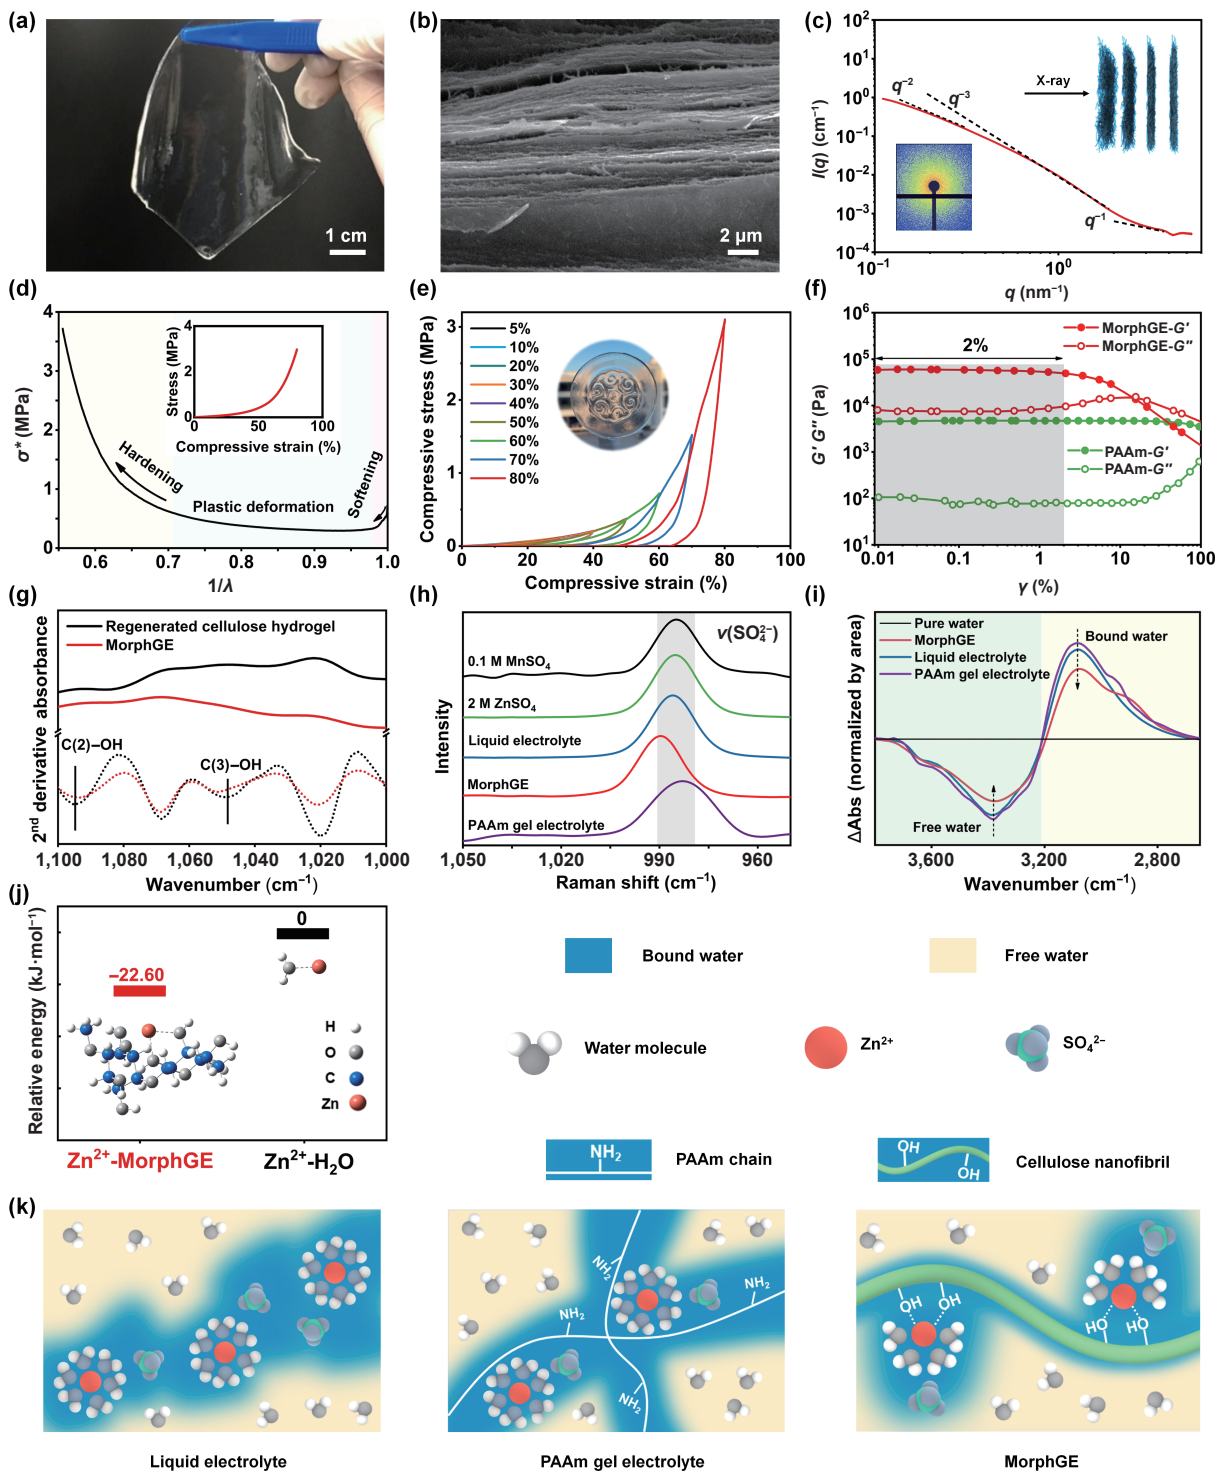 (a)
1 cm
(b)
2 μm
(c)
I(q) (cm⁻¹)
10²
10¹
10⁰
10⁻¹
10⁻²
10⁻³
10⁻⁴
q⁻²
q⁻³
q⁻¹
X-ray
10⁻¹
10⁰
q (nm⁻¹)
(d)
σ* (MPa)
4
3
2
1
0
Stress (MPa)
4
2
0
0
50
100
Compressive strain (%)
Hardening
Plastic deformation
Softening
0.6
0.7
0.8
0.9
1.0
1/λ
(e)
Compressive stress (MPa)
3
2
1
0
5%
10%
20%
30%
40%
50%
60%
70%
80%
0
20
40
60
80
100
Compressive strain (%)
(f)
G′ G″ (Pa)
10⁶
10⁵
10⁴
10³
10²
10¹
2%
MorphGE-G′
MorphGE-G″
PAAm-G′
PAAm-G″
0.01
0.1
1
10
100
γ (%)
(g)
2nd derivative absorbance
Regenerated cellulose hydrogel
MorphGE
C(2)–OH
C(3)–OH
1,100
1,080
1,060
1,040
1,020
1,000
Wavenumber (cm⁻¹)
(h)
Intensity
v(SO₄²⁻)
0.1 M MnSO₄
2 M ZnSO₄
Liquid electrolyte
MorphGE
PAAm gel electrolyte
1,050
1,020
990
960
Raman shift (cm⁻¹)
(i)
ΔAbs (normalized by area)
Pure water
MorphGE
Liquid electrolyte
PAAm gel electrolyte
Bound water
Free water
3,600
3,200
2,800
Wavenumber (cm⁻¹)
(j)
Relative energy (kJ·mol⁻¹)
0
−22.60
H
O
C
Zn
Zn²⁺-MorphGE
Zn²⁺-H₂O
Bound water
Free water
Water molecule
Zn²⁺
SO₄²⁻
NH₂
PAAm chain
OH
OH
Cellulose nanofibril
(k)
NH₂
NH₂
NH₂
NH₂
OH
OH
HO
HO
Liquid electrolyte
PAAm gel electrolyte
MorphGE